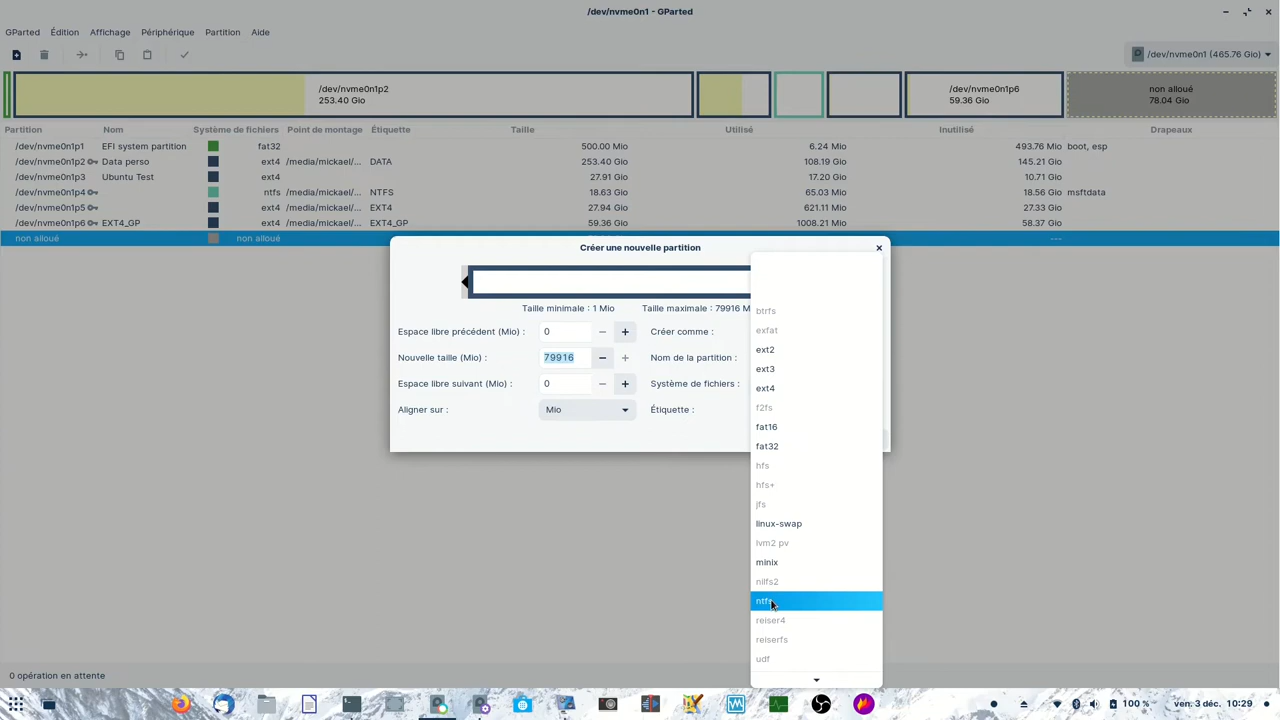 /dev/nvme0n1 - GParted
GParted Édition Affichage Périphérique Partition Aide
/dev/nvme0n1 (465.76 Gio)
/dev/nvme0n1p2
253.40 Gio
/dev/nvme0n1p6
59.36 Gio
non alloué
78.04 Gio
Partition Nom Système de fichiers Point de montage Étiquette Taille Utilisé Inutilisé Drapeaux
/dev/nvme0n1p1 EFI system partition fat32 500.00 Mio 6.24 Mio 493.76 Mio boot, esp
/dev/nvme0n1p2 Data perso ext4 /media/mickael/... DATA 253.40 Gio 108.19 Gio 145.21 Gio
/dev/nvme0n1p3 Ubuntu Test ext4 27.91 Gio 17.20 Gio 10.71 Gio
/dev/nvme0n1p4 ntfs /media/mickael/... NTFS 18.63 Gio 65.03 Mio 18.56 Gio msftdata
/dev/nvme0n1p5 ext4 /media/mickael/... EXT4 27.94 Gio 621.11 Mio 27.33 Gio
/dev/nvme0n1p6 EXT4_GP ext4 /media/mickael/... EXT4_GP 59.36 Gio 1008.21 Mio 58.37 Gio
non alloué non alloué ---
Créer une nouvelle partition
Taille minimale : 1 Mio Taille maximale : 79916 M
Espace libre précédent (Mio) : 0 Créer comme :
Nouvelle taille (Mio) : 79916 Nom de la partition :
Espace libre suivant (Mio) : 0 Système de fichiers :
Aligner sur : Mio Étiquette :
btrfs
exfat
ext2
ext3
ext4
f2fs
fat16
fat32
hfs
hfs+
jfs
linux-swap
lvm2 pv
minix
nilfs2
ntfs
reiser4
reiserfs
udf
0 opération en attente
100 % ven. 3 déc. 10:29